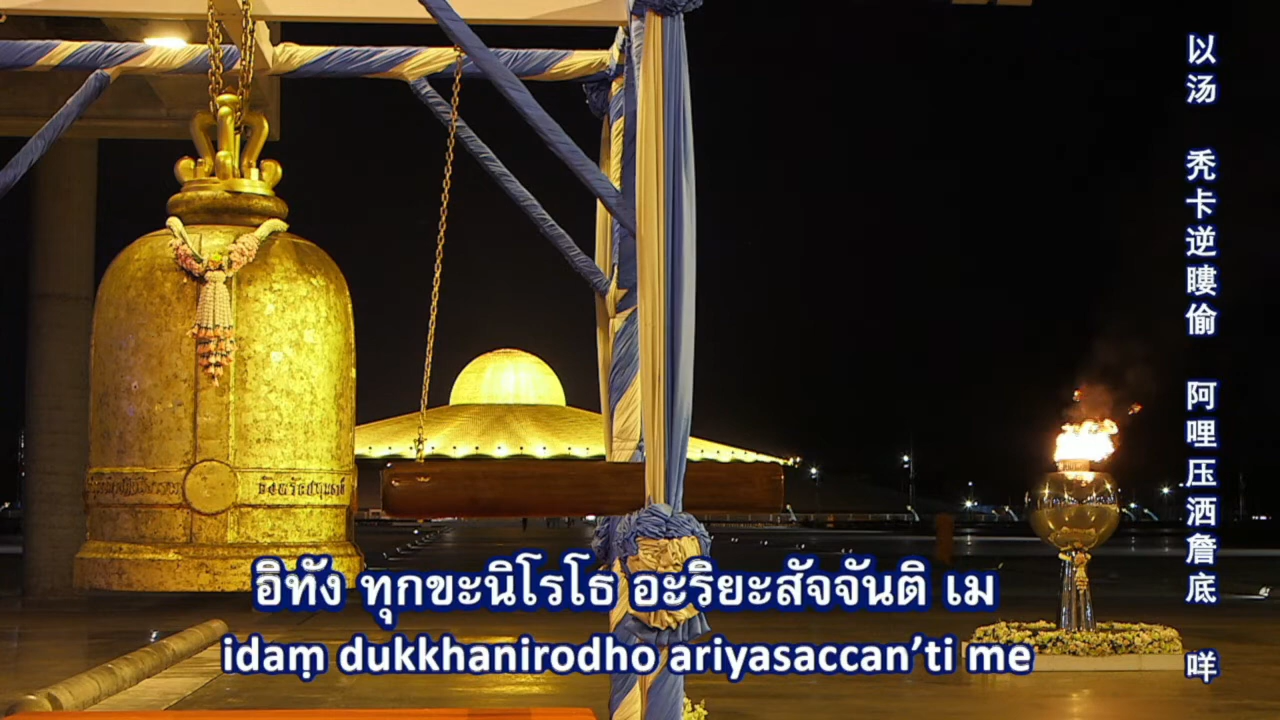 อิทัง ทุกขะนิโรโธ อะริยะสัจจันติ เม
idaṃ dukkhanirodho ariyasaccan’ti me
以汤 秃卡逆瞜偷 阿哩压洒詹底 咩